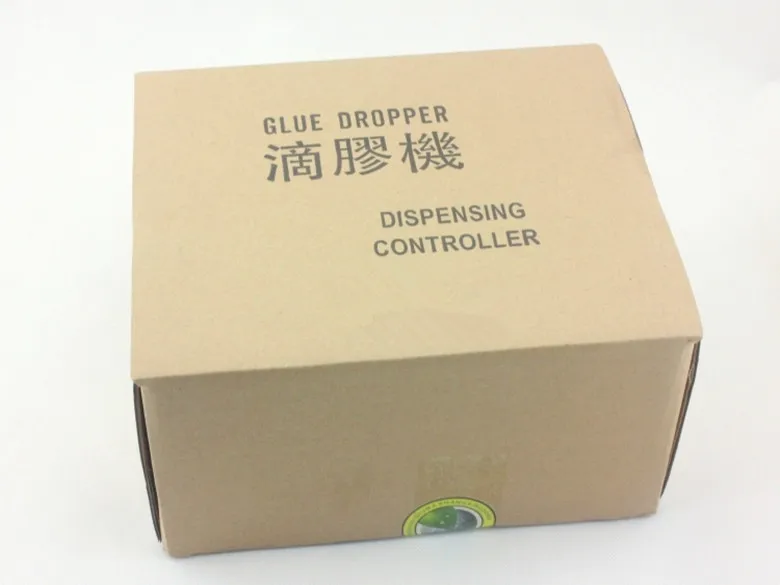 GLUE DROPPER
滴膠機
DISPENSING
CONTROLLER